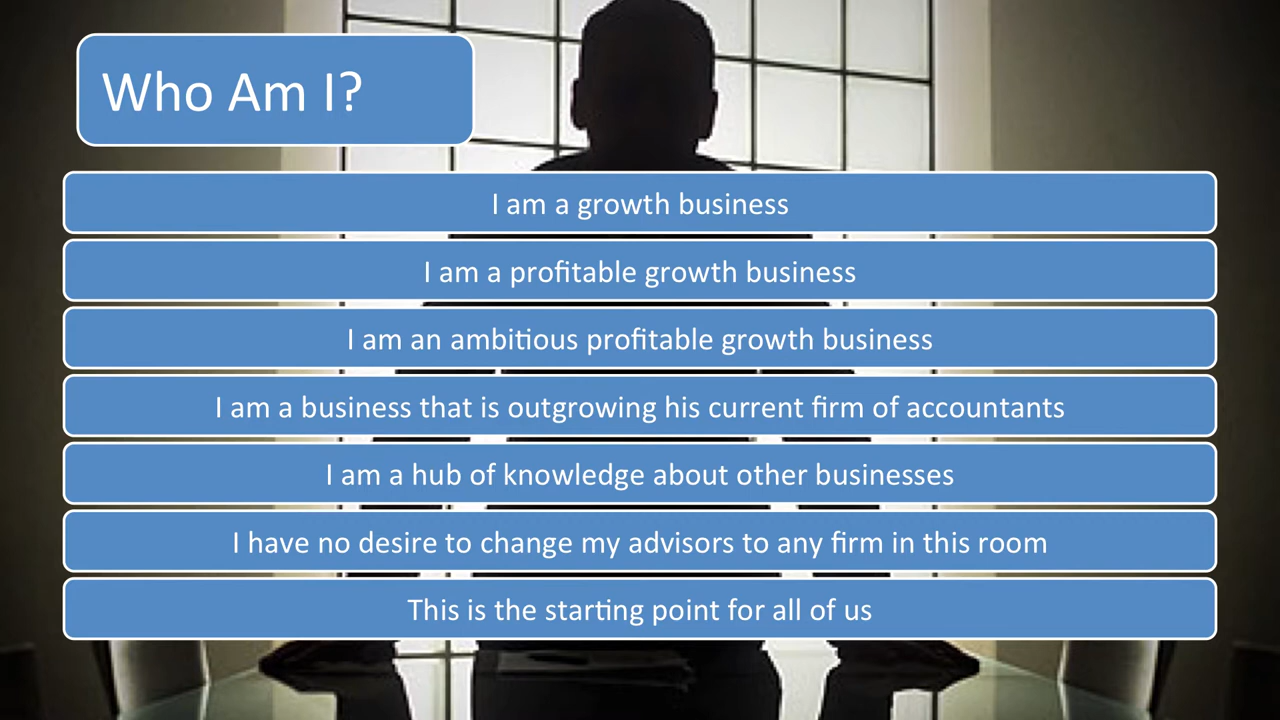 Who Am I?
I am a growth business
I am a profitable growth business
I am an ambitious profitable growth business
I am a business that is outgrowing his current firm of accountants
I am a hub of knowledge about other businesses
I have no desire to change my advisors to any firm in this room
This is the starting point for all of us